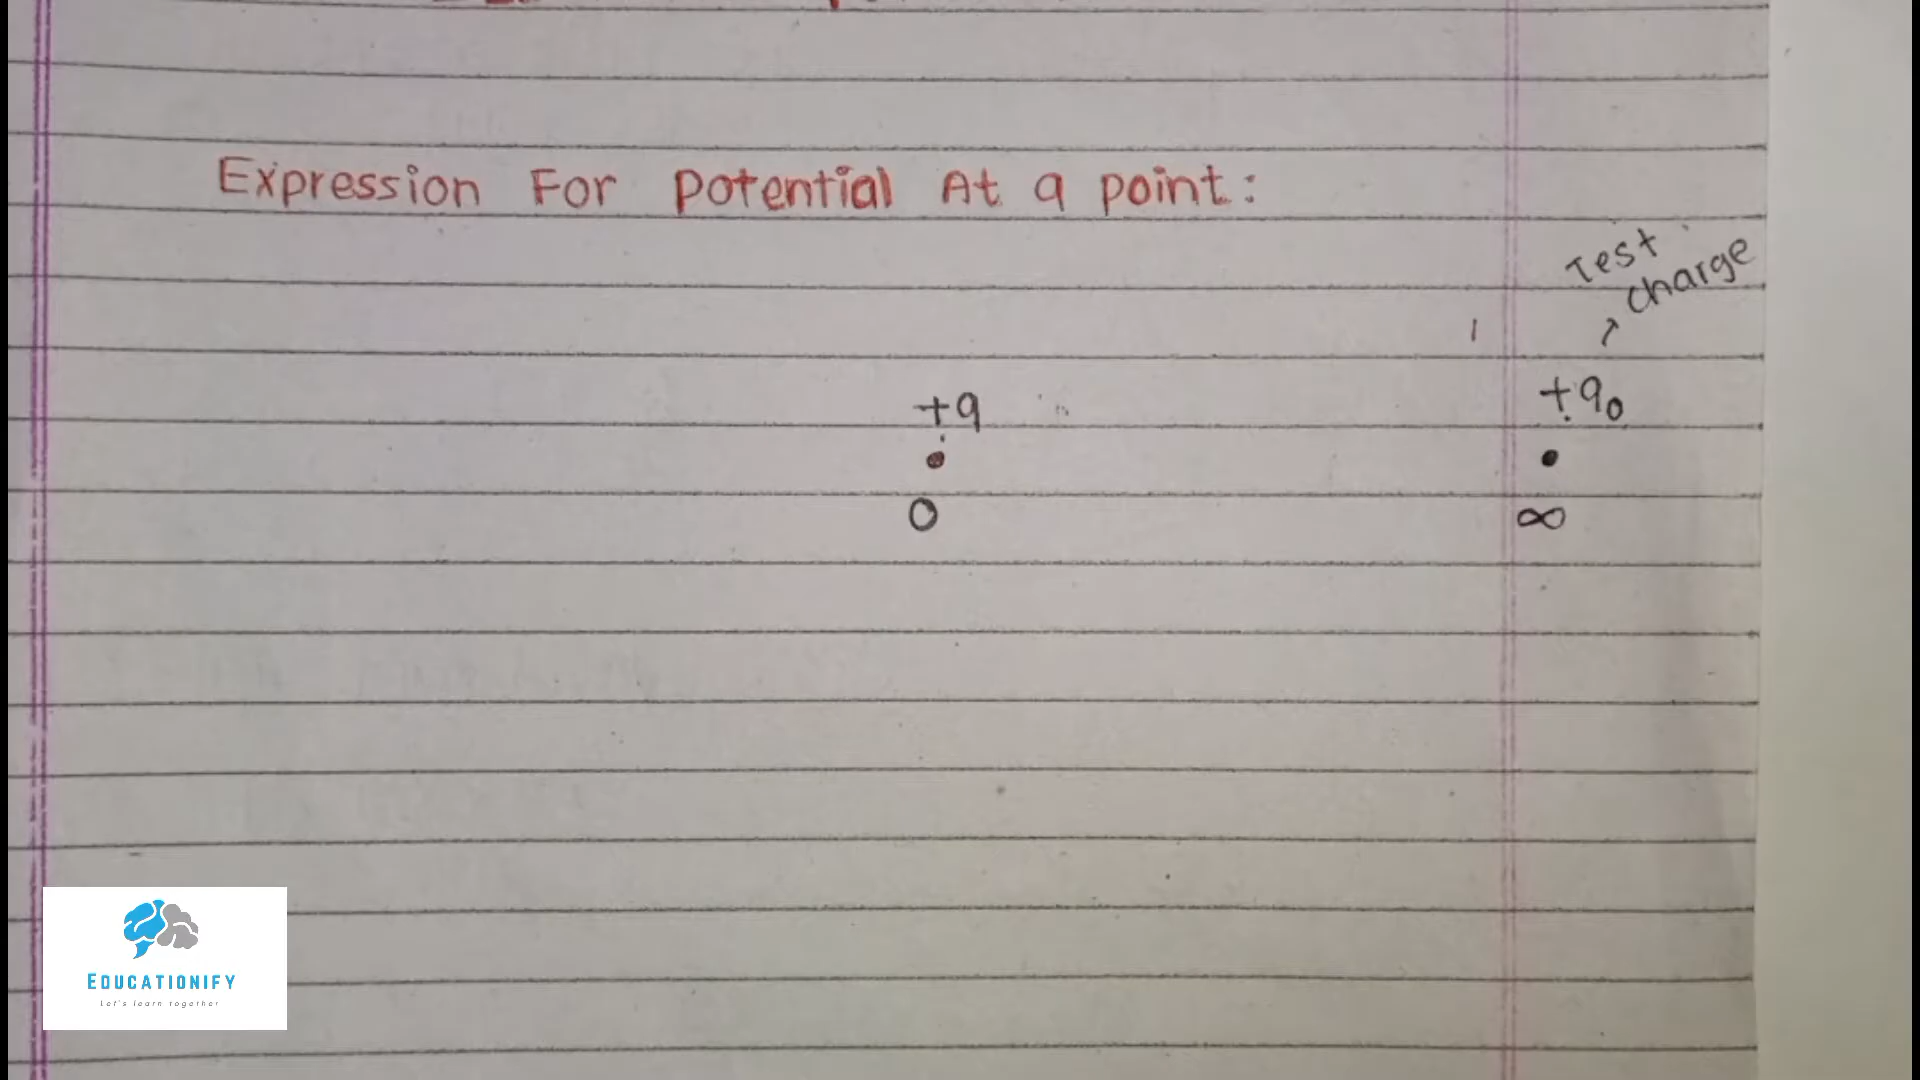 Expression For Potential At a point:
Test
charge
+q
+q₀
O
∞
EDUCATIONIFY
Let's learn together